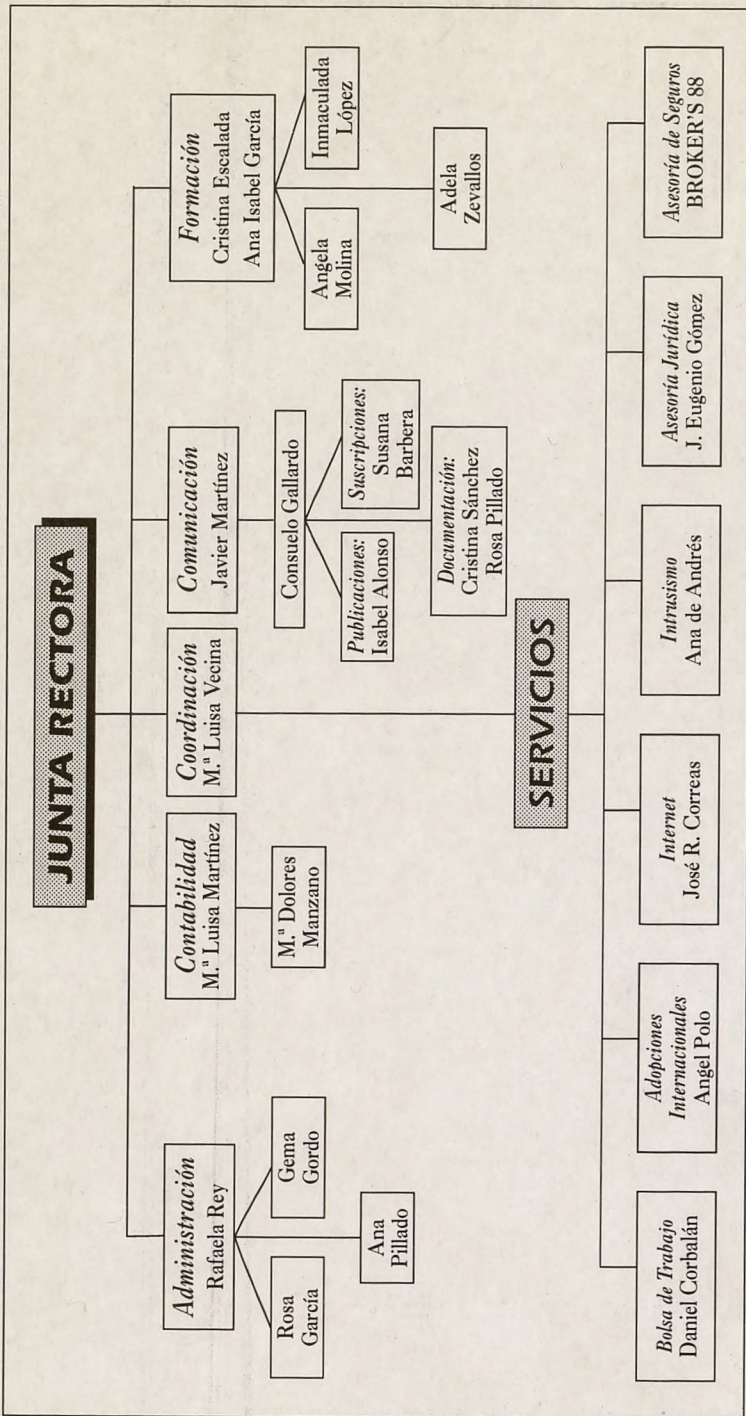 JUNTA RECTORA
Administración
Rafaela Rey
Rosa
García
Gema
Gordo
Ana
Pillado
Contabilidad
M.ª Luisa Martínez
M.ª Dolores
Manzano
Coordinación
M.ª Luisa Vecina
Comunicación
Javier Martínez
Consuelo Gallardo
Publicaciones:
Isabel Alonso
Suscripciones:
Susana
Barbera
Documentación:
Cristina Sánchez
Rosa Pillado
Formación
Cristina Escalada
Ana Isabel García
Angela
Molina
Inmaculada
López
Adela
Zevallos
SERVICIOS
Bolsa de Trabajo
Daniel Corbalán
Adopciones
Internacionales
Angel Polo
Internet
José R. Correas
Intrusismo
Ana de Andrés
Asesoría Jurídica
J. Eugenio Gómez
Asesoría de Seguros
BROKER'S 88